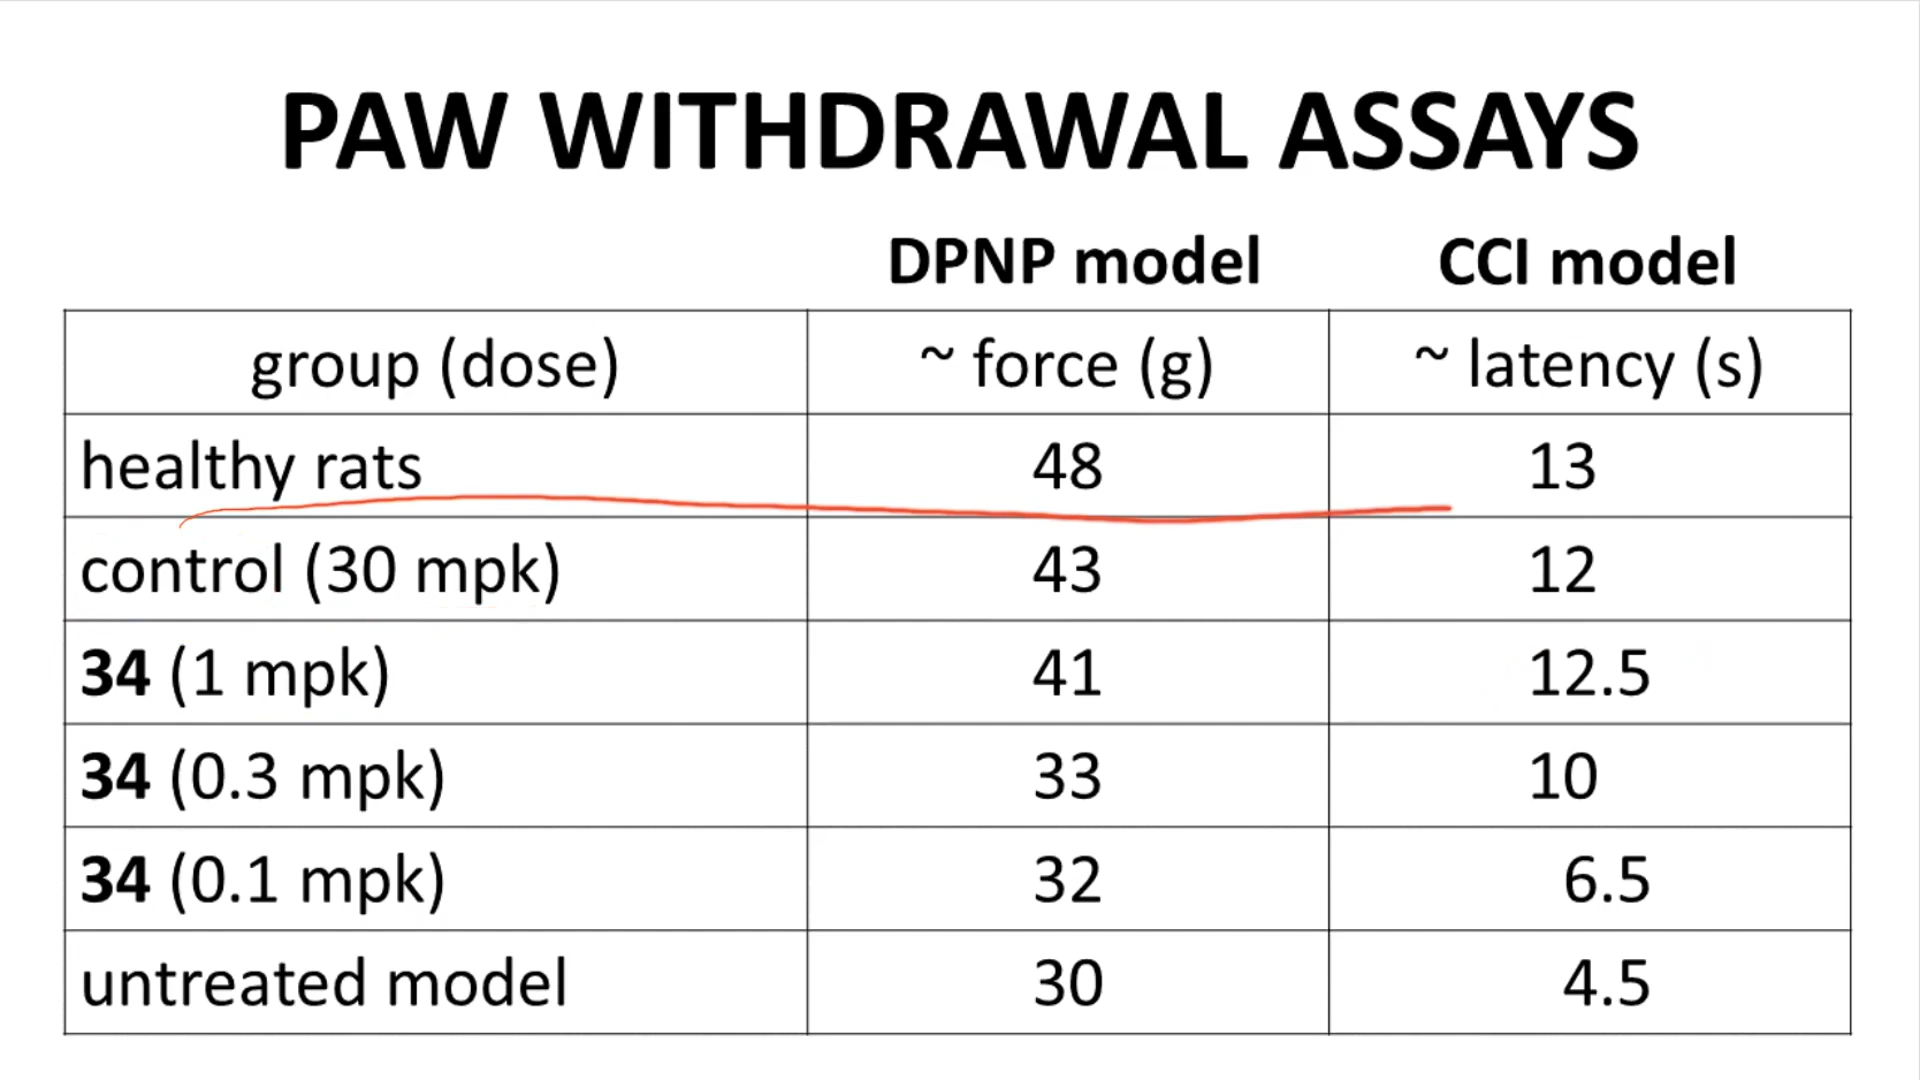 PAW WITHDRAWAL ASSAYS
DPNP model CCI model
group (dose) ~ force (g) ~ latency (s)
healthy rats 48 13
control (30 mpk) 43 12
34 (1 mpk) 41 12.5
34 (0.3 mpk) 33 10
34 (0.1 mpk) 32 6.5
untreated model 30 4.5